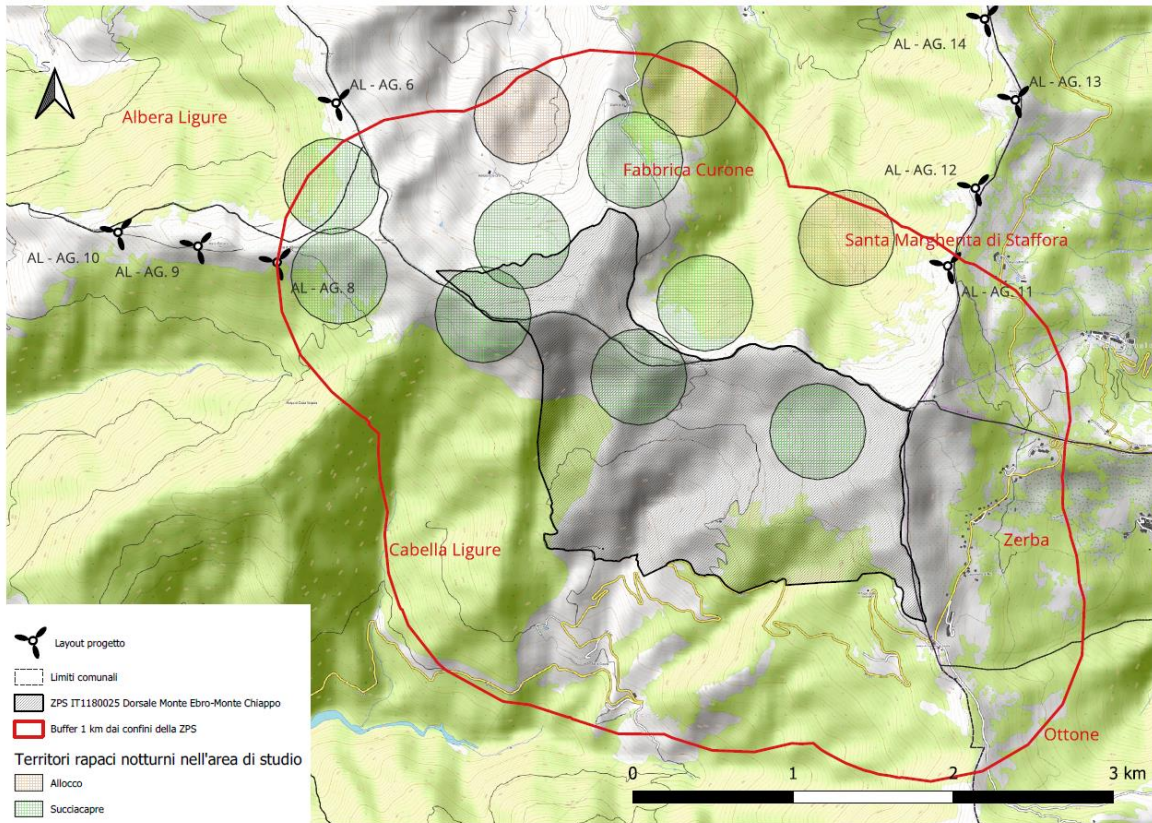 AL - AG. 14
AL - AG. 13
AL - AG. 6
Albera Ligure
Fabbrica Curone
AL - AG. 12
Santa Margherita di Staffora
AL - AG. 10
AL - AG. 9
AL - AG. 8
AL - AG. 11
Cabella Ligure
Zerba
Ottone
Layout progetto
Limiti comunali
ZPS IT1180025 Dorsale Monte Ebro-Monte Chiappo
Buffer 1 km dai confini della ZPS
Territori rapaci notturni nell'area di studio
Allocco
Succiacapre
0 1 2 3 km